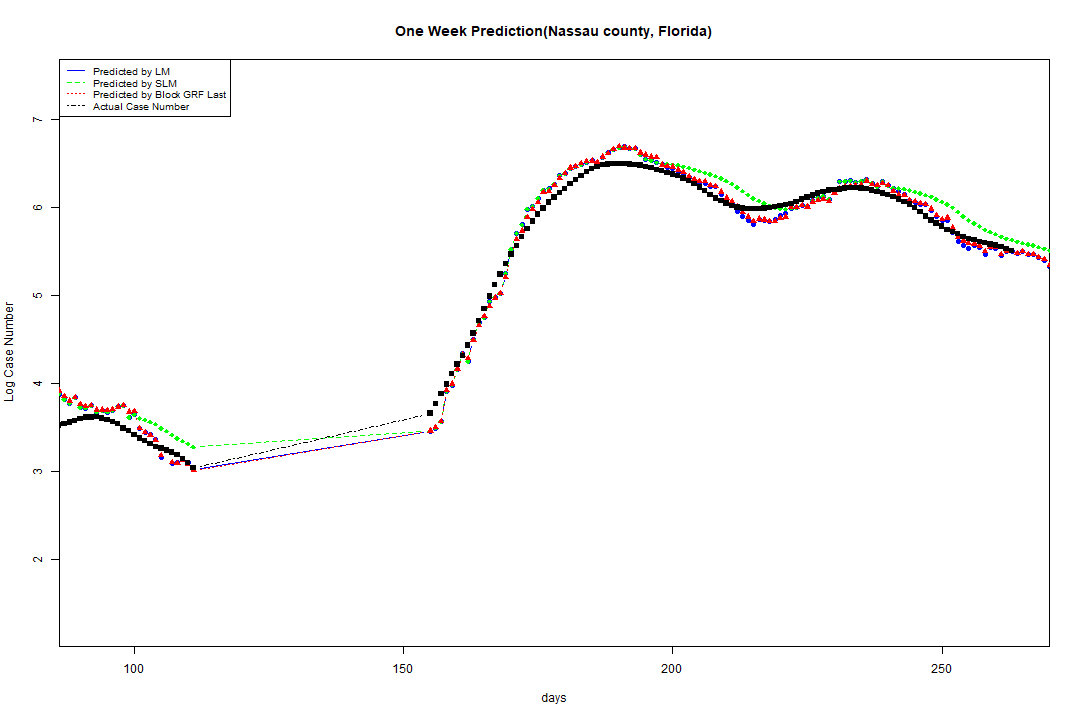 One Week Prediction(Nassau county, Florida)
Predicted by LM
Predicted by SLM
Predicted by Block GRF Last
Actual Case Number
7
6
5
4
3
2
Log Case Number
100 150 200 250
days